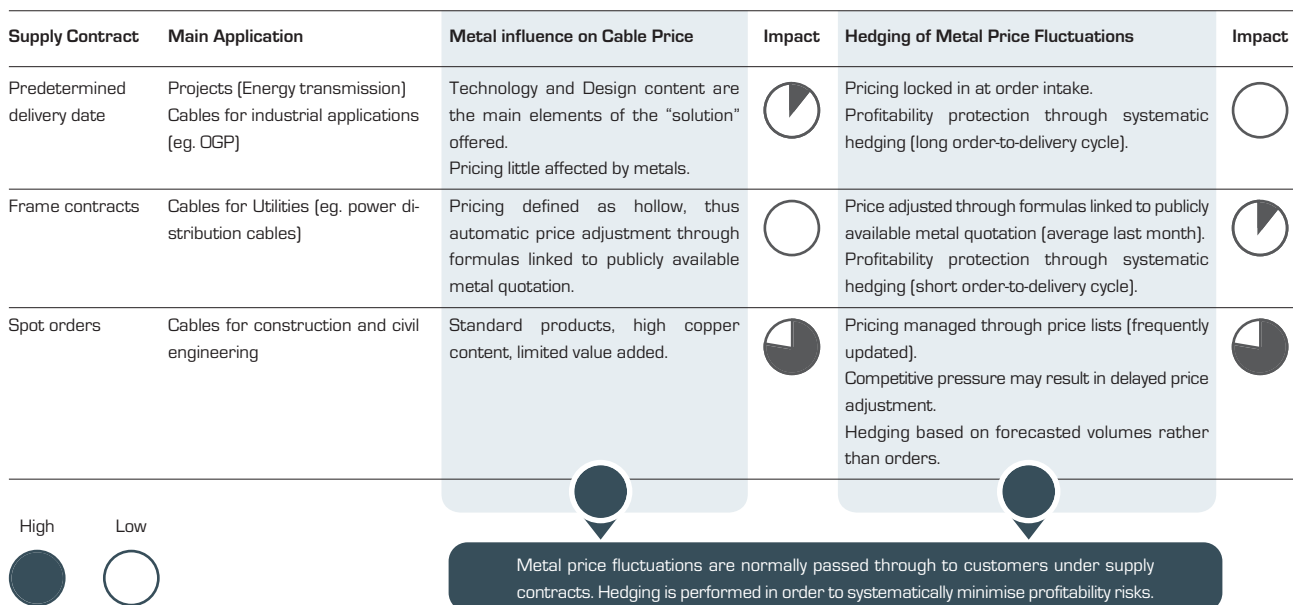 Supply Contract Main Application Metal influence on Cable Price Impact Hedging of Metal Price Fluctuations Impact
Predetermined
delivery date
Projects (Energy transmission)
Cables for industrial applications
(eg. OGP)
Technology and Design content are
the main elements of the “solution”
offered.
Pricing little affected by metals.
Pricing locked in at order intake.
Profitability protection through systematic
hedging (long order-to-delivery cycle).
Frame contracts
Cables for Utilities (eg. power di-
stribution cables)
Pricing defined as hollow, thus
automatic price adjustment through
formulas linked to publicly available
metal quotation.
Price adjusted through formulas linked to publicly
available metal quotation (average last month).
Profitability protection through systematic
hedging (short order-to-delivery cycle).
Spot orders
Cables for construction and civil
engineering
Standard products, high copper
content, limited value added.
Pricing managed through price lists (frequently
updated).
Competitive pressure may result in delayed price
adjustment.
Hedging based on forecasted volumes rather
than orders.
High Low
Metal price fluctuations are normally passed through to customers under supply
contracts. Hedging is performed in order to systematically minimise profitability risks.